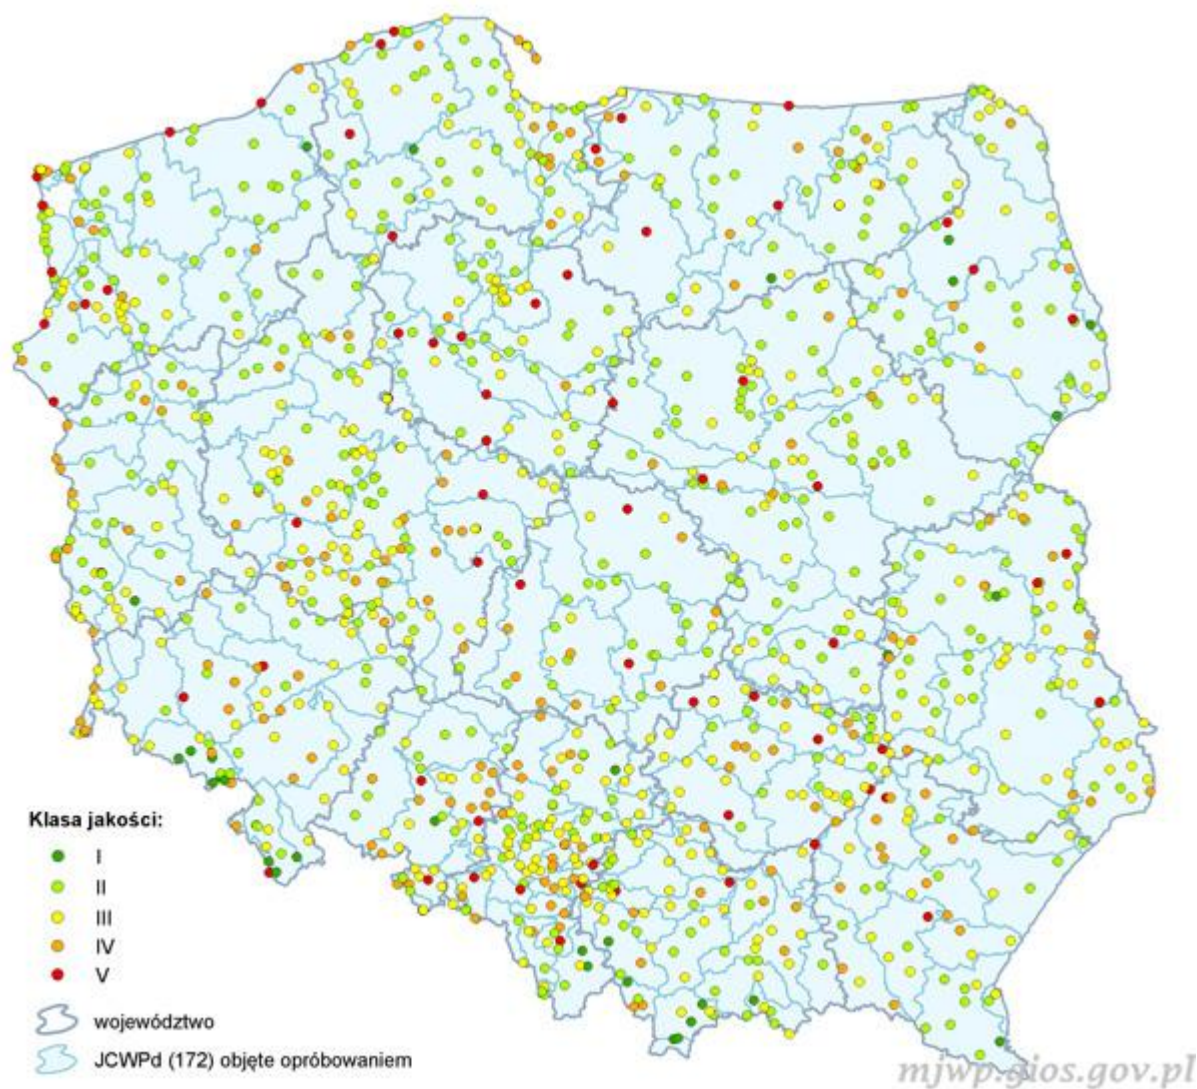 Klasa jakości:
I
II
III
IV
V
województwo
JCWPd (172) objęte opróbowaniem
mjwp.gios.gov.pl